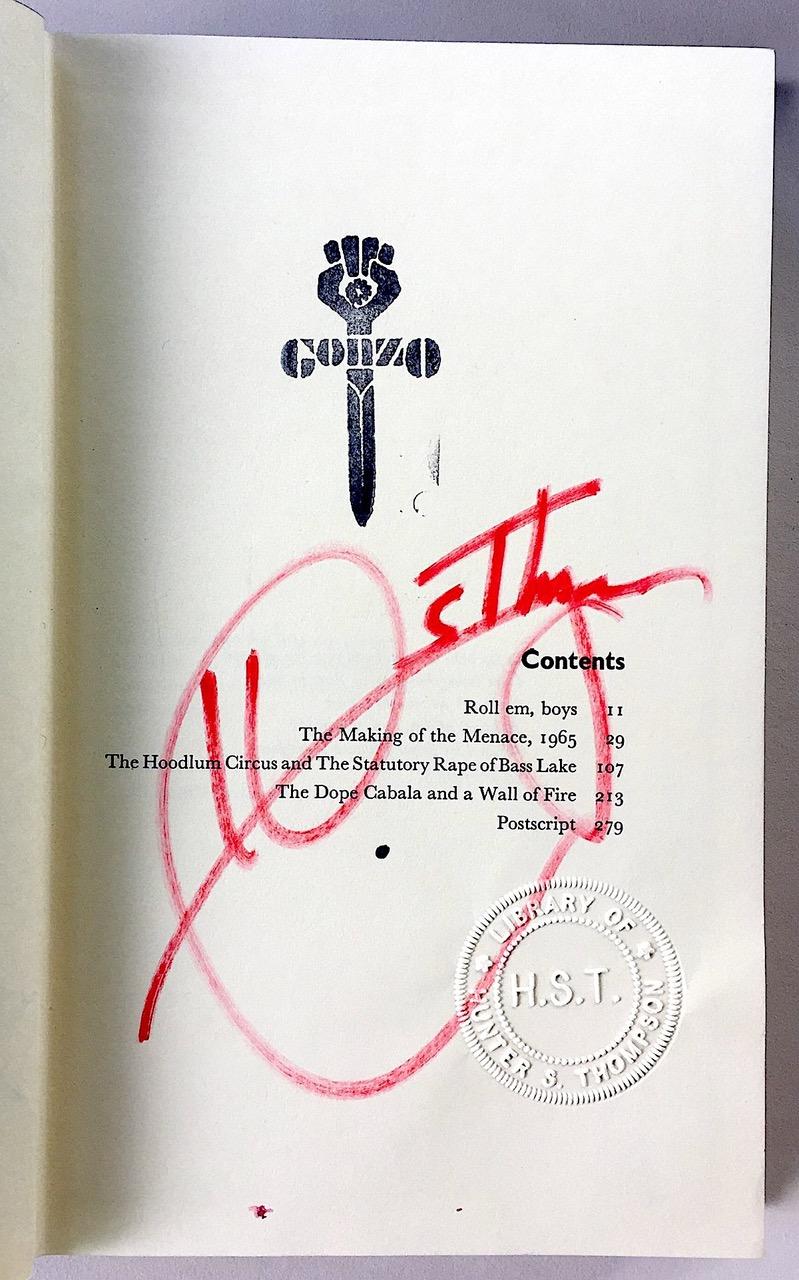 GONZO
H S Thom
Contents
Roll em, boys 11
The Making of the Menace, 1965 29
The Hoodlum Circus and The Statutory Rape of Bass Lake 107
The Dope Cabala and a Wall of Fire 213
Postscript 279
LIBRARY OF
H.S.T.
HUNTER S. THOMPSON